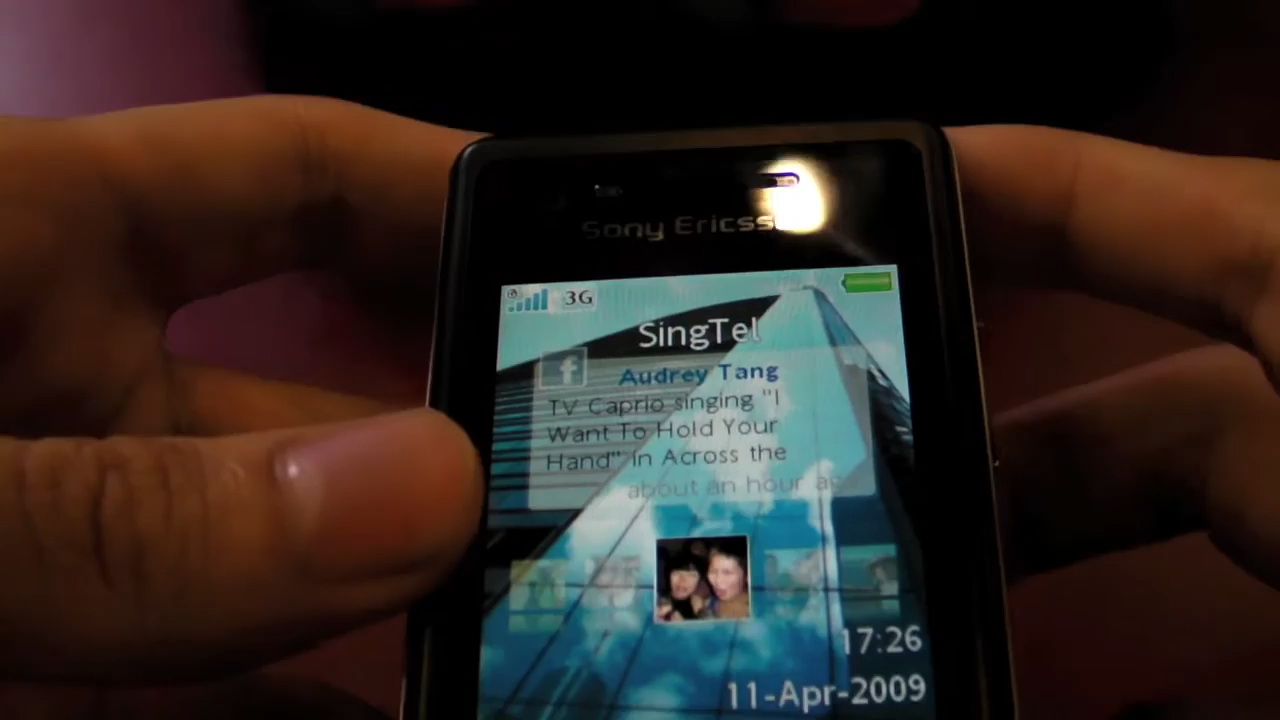 Sony Ericss
3G
SingTel
f
Audrey Tang
TV Caprio singing "I
Want To Hold Your
Hand" in Across the
about an hour ag
17:26
11-Apr-2009